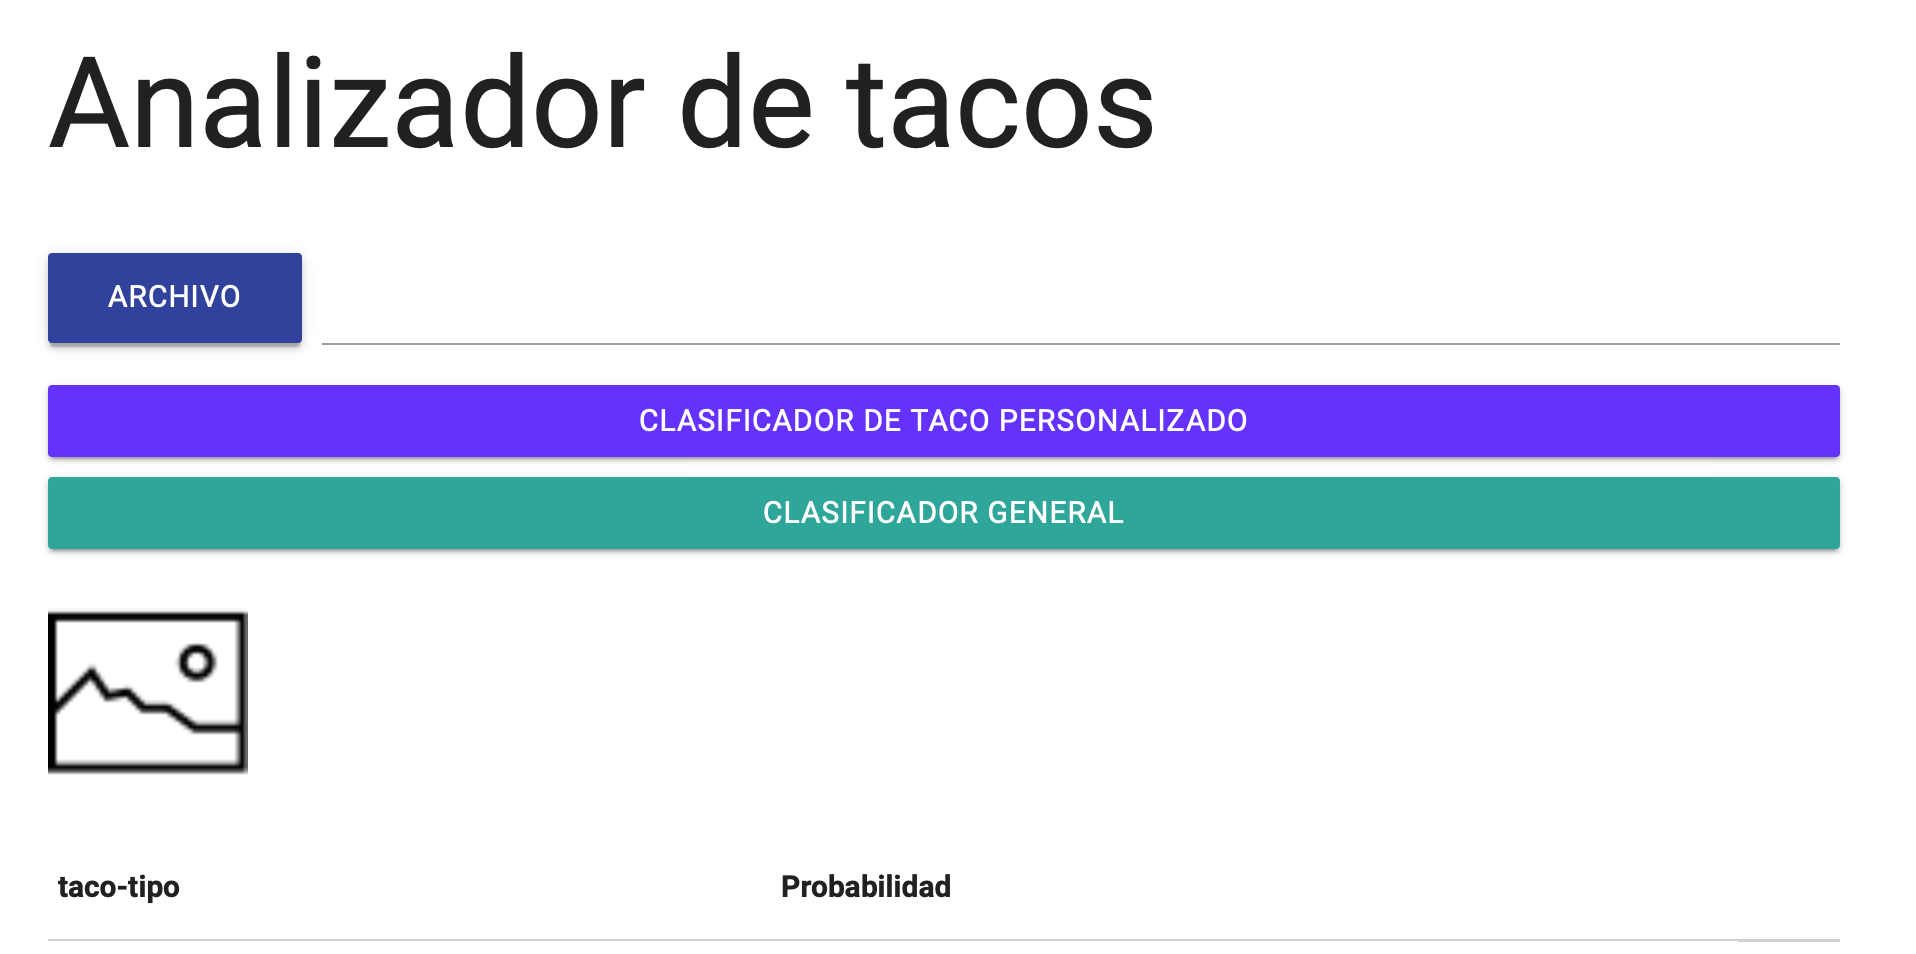 Analizador de tacos
ARCHIVO
CLASIFICADOR DE TACO PERSONALIZADO
CLASIFICADOR GENERAL
taco-tipo Probabilidad